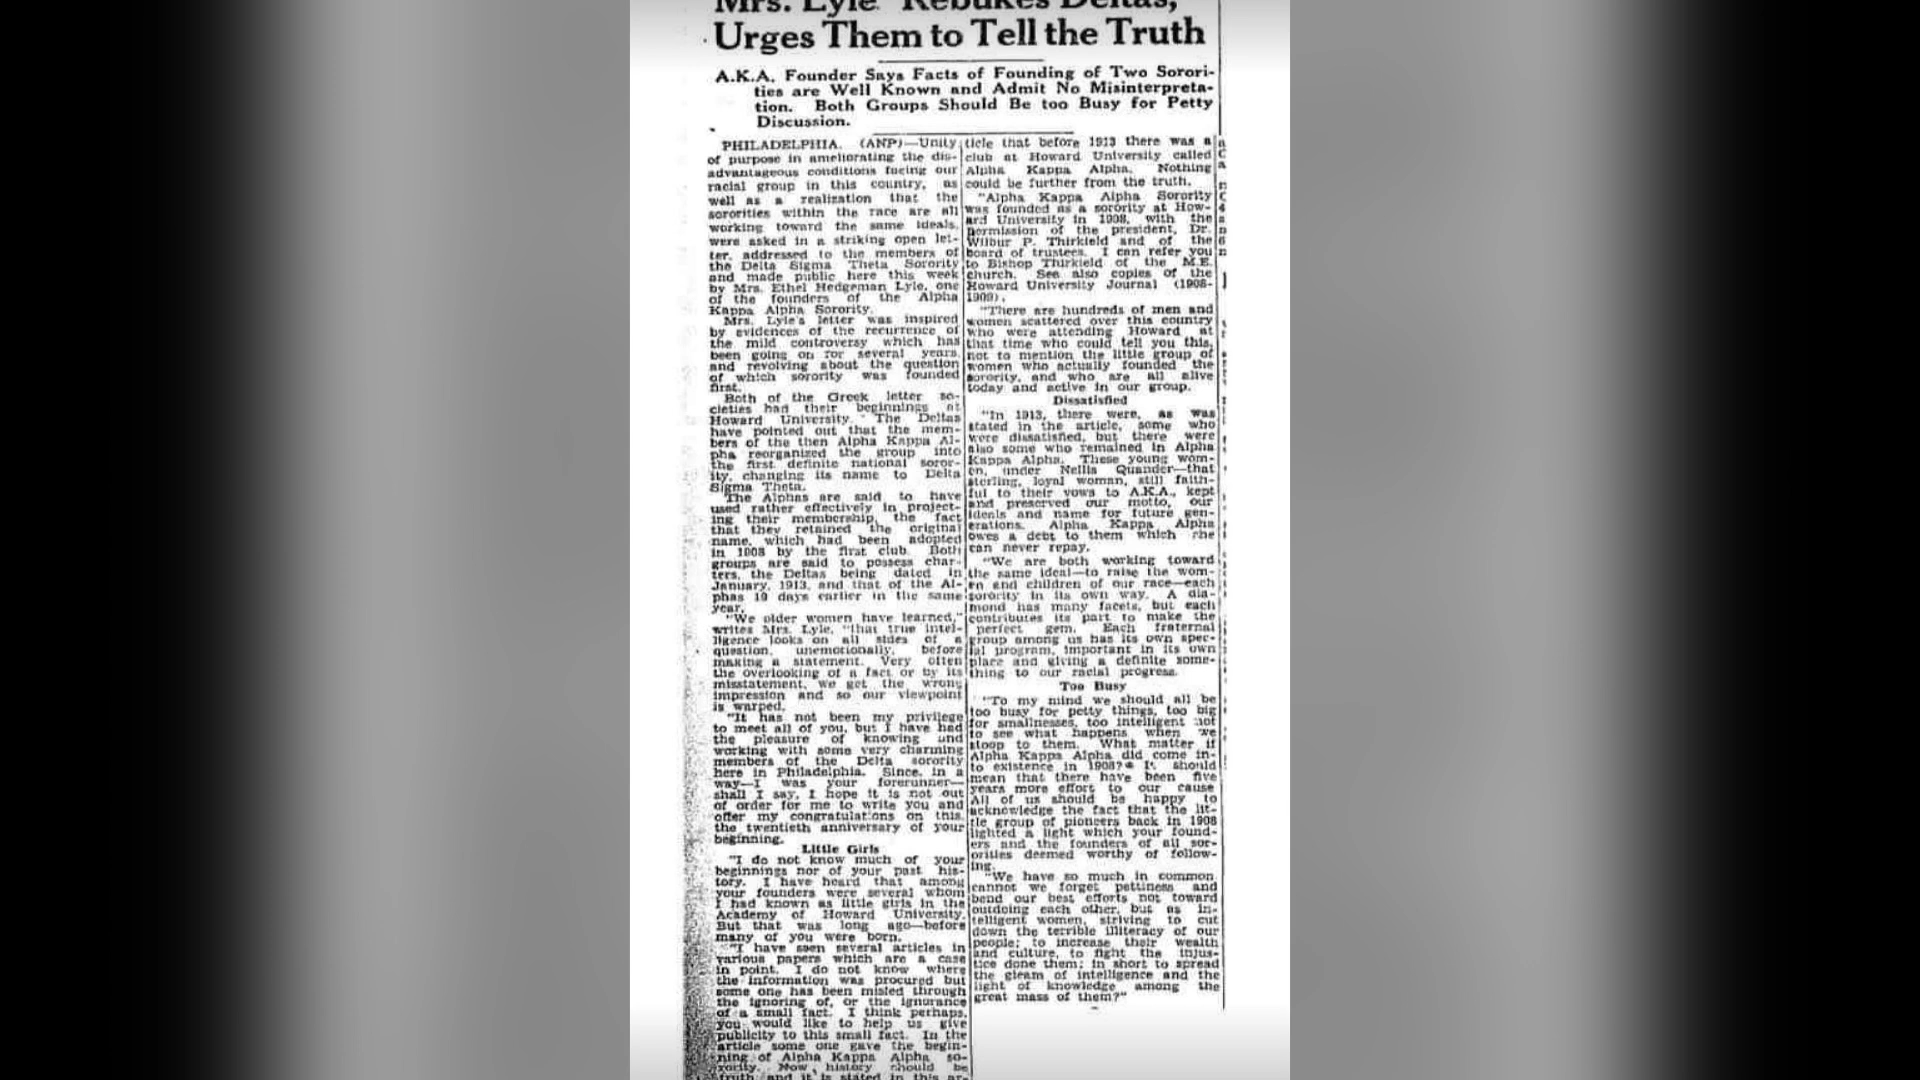 Mrs. Lyle Rebukes Deltas,
Urges Them to Tell the Truth
A.K.A. Founder Says Facts of Founding of Two Sorori-
ties are Well Known and Admit No Misinterpreta-
tion. Both Groups Should Be too Busy for Petty
Discussion.
PHILADELPHIA. (ANP)—Unity
of purpose in ameliorating the dis-
advantageous conditions facing our
racial group in this country, as
well as a realization that the
sororities within the race are all
working toward the same ideals,
were asked in a striking open let-
ter, addressed to the members of
the Delta Sigma Theta Sorority
and made public here this week
by Mrs. Ethel Hedgeman Lyle, one
of the founders of the Alpha
Kappa Alpha Sorority.
Mrs. Lyle's letter was inspired
by evidences of the recurrence of
the mild controversy which has
been going on for several years,
and revolving about the question
of which sorority was founded
first.
Both of the Greek letter so-
cieties had their beginnings at
Howard University. The Deltas
have pointed out that the mem-
bers of the then Alpha Kappa Al-
pha reorganized the group into
the first definite national soror-
ity, changing its name to Delta
Sigma Theta.
The Alphas are said to have
used rather effectively in project-
ing their membership, the fact
that they retained the original
name, which had been adopted
in 1908 by the first club. Both
groups are said to possess char-
ters, the Deltas being dated in
January, 1913, and that of the Al-
phas 19 days earlier in the same
year.
"We older women have learned,"
writes Mrs. Lyle, "that true intel-
ligence looks on all sides of a
question, unemotionally, before
making a statement. Very often
the overlooking of a fact or by its
misstatement, we get the wrong
impression and so our viewpoint
is warped.
"It has not been my privilege
to meet all of you, but I have had
the pleasure of knowing and
working with some very charming
members of the Delta sorority
here in Philadelphia. Since, in a
way—I was your forerunner—
shall I say, I hope it is not out
of order for me to write you and
offer my congratulations on this,
the twentieth anniversary of your
beginning.
Little Girls
"I do not know much of your
beginnings nor of your past his-
tory. I have heard that among
your founders were several whom
I had known as little girls in the
Academy of Howard University.
But that was long ago—before
many of you were born.
"I have seen several articles in
various papers which are a case
in point. I do not know where
the information was procured but
some one has been misled through
the ignoring of, or the ignorance
of a small fact. I think perhaps,
you would like to help us give
publicity to this small fact. In the
article some one gave the begin-
ning of Alpha Kappa Alpha so-
rority. Now, history should be
truth and it is stated in this ar-
ticle that before 1913 there was a
club at Howard University called
Alpha Kappa Alpha. Nothing
could be further from the truth.
"Alpha Kappa Alpha Sorority
was founded as a sorority at How-
ard University in 1908, with the
permission of the president, Dr.
Wilbur P. Thirkield and of the
board of trustees. I can refer you
to Bishop Thirkield of the M.E.
church. See also copies of the
Howard University Journal (1908-
1909).
"There are hundreds of men and
women scattered over this country
who were attending Howard at
that time who could tell you this,
not to mention the little group of
women who actually founded the
sorority, and who are all alive
today and active in our group.
Dissatisfied
"In 1913, there were, as was
stated in the article, some who
were dissatisfied, but there were
also some who remained in Alpha
Kappa Alpha. These young wom-
en, under Nellie Quander—that
sterling, loyal woman, still faith-
ful to their vows to A.K.A., kept
and preserved our motto, our
ideals and name for future gen-
erations. Alpha Kappa Alpha
owes a debt to them which she
can never repay.
"We are both working toward
the same ideal—to raise the wom-
en and children of our race—each
sorority in its own way. A dia-
mond has many facets, but each
contributes its part to make the
perfect gem. Each fraternal
group among us has its own spec-
ial program, important in its own
place and giving a definite some-
thing to our racial progress.
Too Busy
"To my mind we should all be
too busy for petty things, too big
for smallnesses, too intelligent not
to see what happens when we
stoop to them. What matter if
Alpha Kappa Alpha did come in-
to existence in 1908? It should
mean that there have been five
years more effort to our cause
All of us should be happy to
acknowledge the fact that the lit-
tle group of pioneers back in 1908
lighted a light which your found-
ers and the founders of all sor-
orities deemed worthy of follow-
ing.
"We have so much in common
cannot we forget pettiness and
bend our best efforts not toward
outdoing each other, but as in-
telligent women, striving to cut
down the terrible illiteracy of our
people; to increase their wealth
and culture, to fight the injus-
tice done them; in short to spread
the gleam of intelligence and the
light of knowledge among the
great mass of them?"